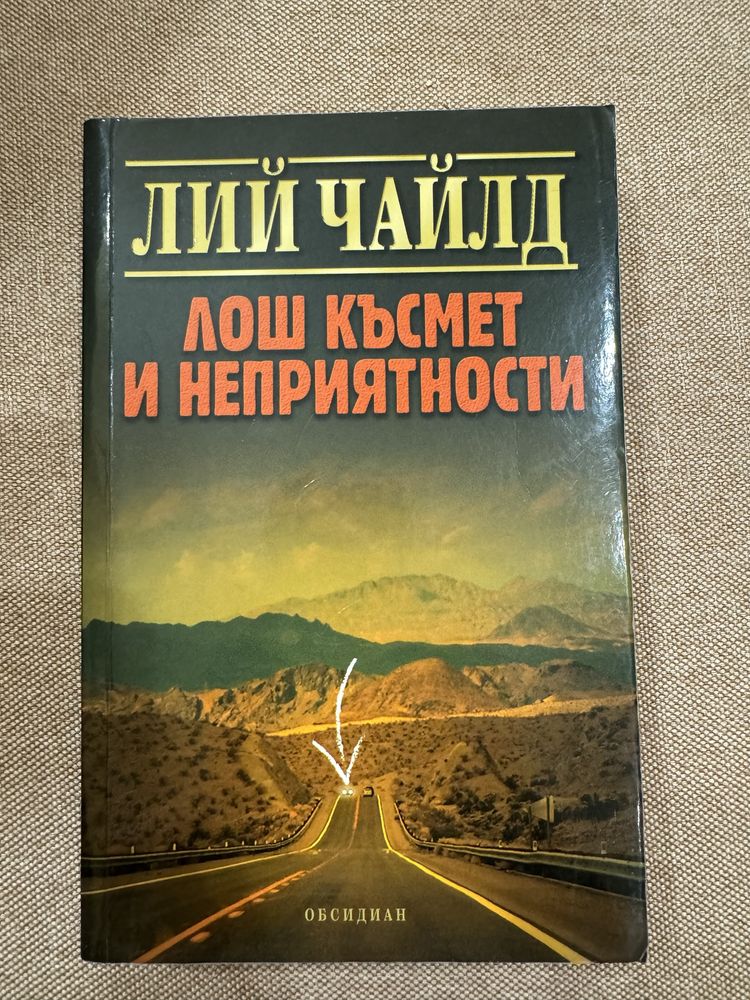 ЛИЙ ЧАЙЛД
ЛОШ КЪСМЕТ
И НЕПРИЯТНОСТИ
ОБСИДИАН